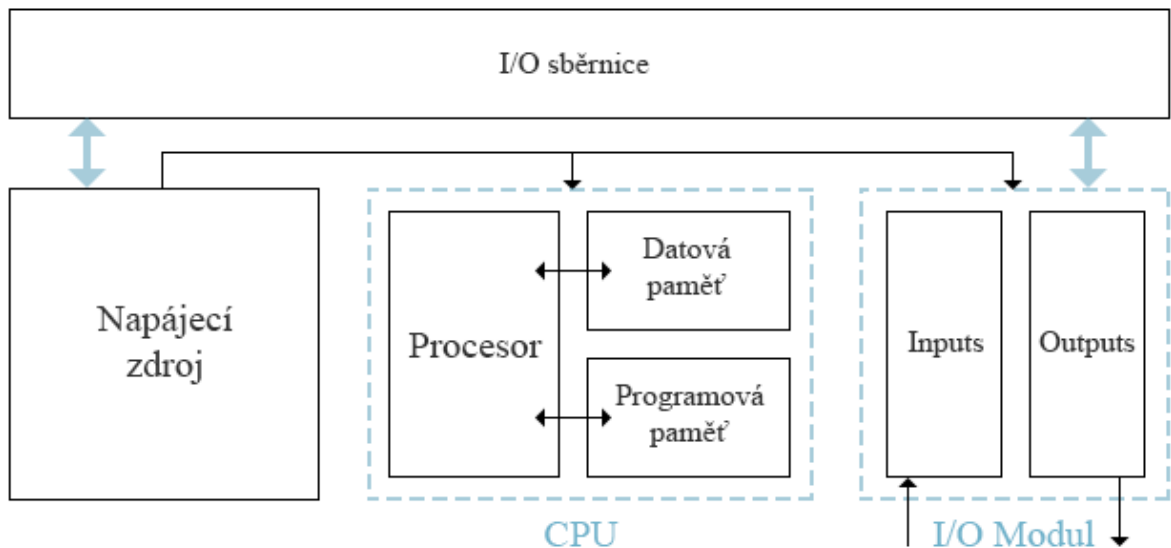 I/O sběrnice
Napájecí
zdroj
Procesor
Datová
paměť
Programová
paměť
CPU
Inputs
Outputs
I/O Modul